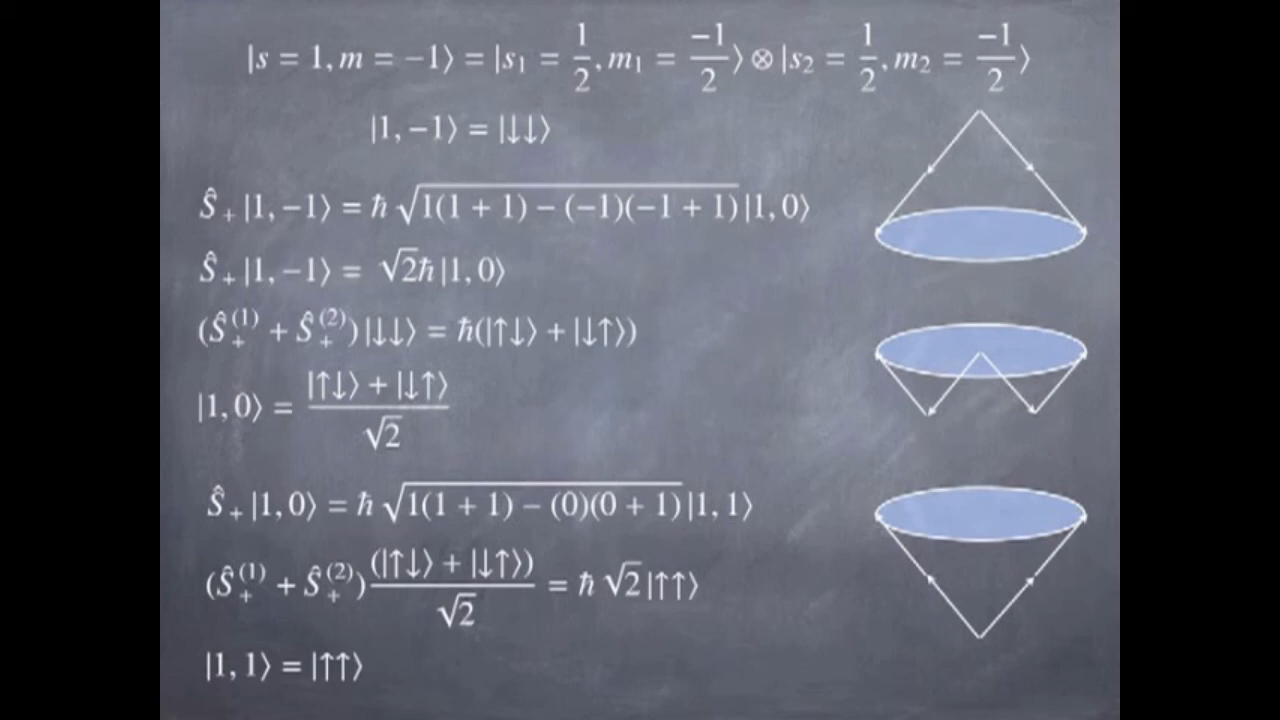 |s = 1, m = −1⟩ = |s₁ = 1/2, m₁ = −1/2⟩ ⊗ |s₂ = 1/2, m₂ = −1/2⟩
|1, −1⟩ = |↓↓⟩
Ŝ₊|1, −1⟩ = ℏ√(1(1 + 1) − (−1)(−1 + 1))|1, 0⟩
Ŝ₊|1, −1⟩ = √2ℏ|1, 0⟩
(Ŝ₊⁽¹⁾ + Ŝ₊⁽²⁾)|↓↓⟩ = ℏ(|↑↓⟩ + |↓↑⟩)
|1, 0⟩ = (|↑↓⟩ + |↓↑⟩)/√2
Ŝ₊|1, 0⟩ = ℏ√(1(1 + 1) − (0)(0 + 1))|1, 1⟩
(Ŝ₊⁽¹⁾ + Ŝ₊⁽²⁾)(|↑↓⟩ + |↓↑⟩)/√2 = ℏ√2|↑↑⟩
|1, 1⟩ = |↑↑⟩